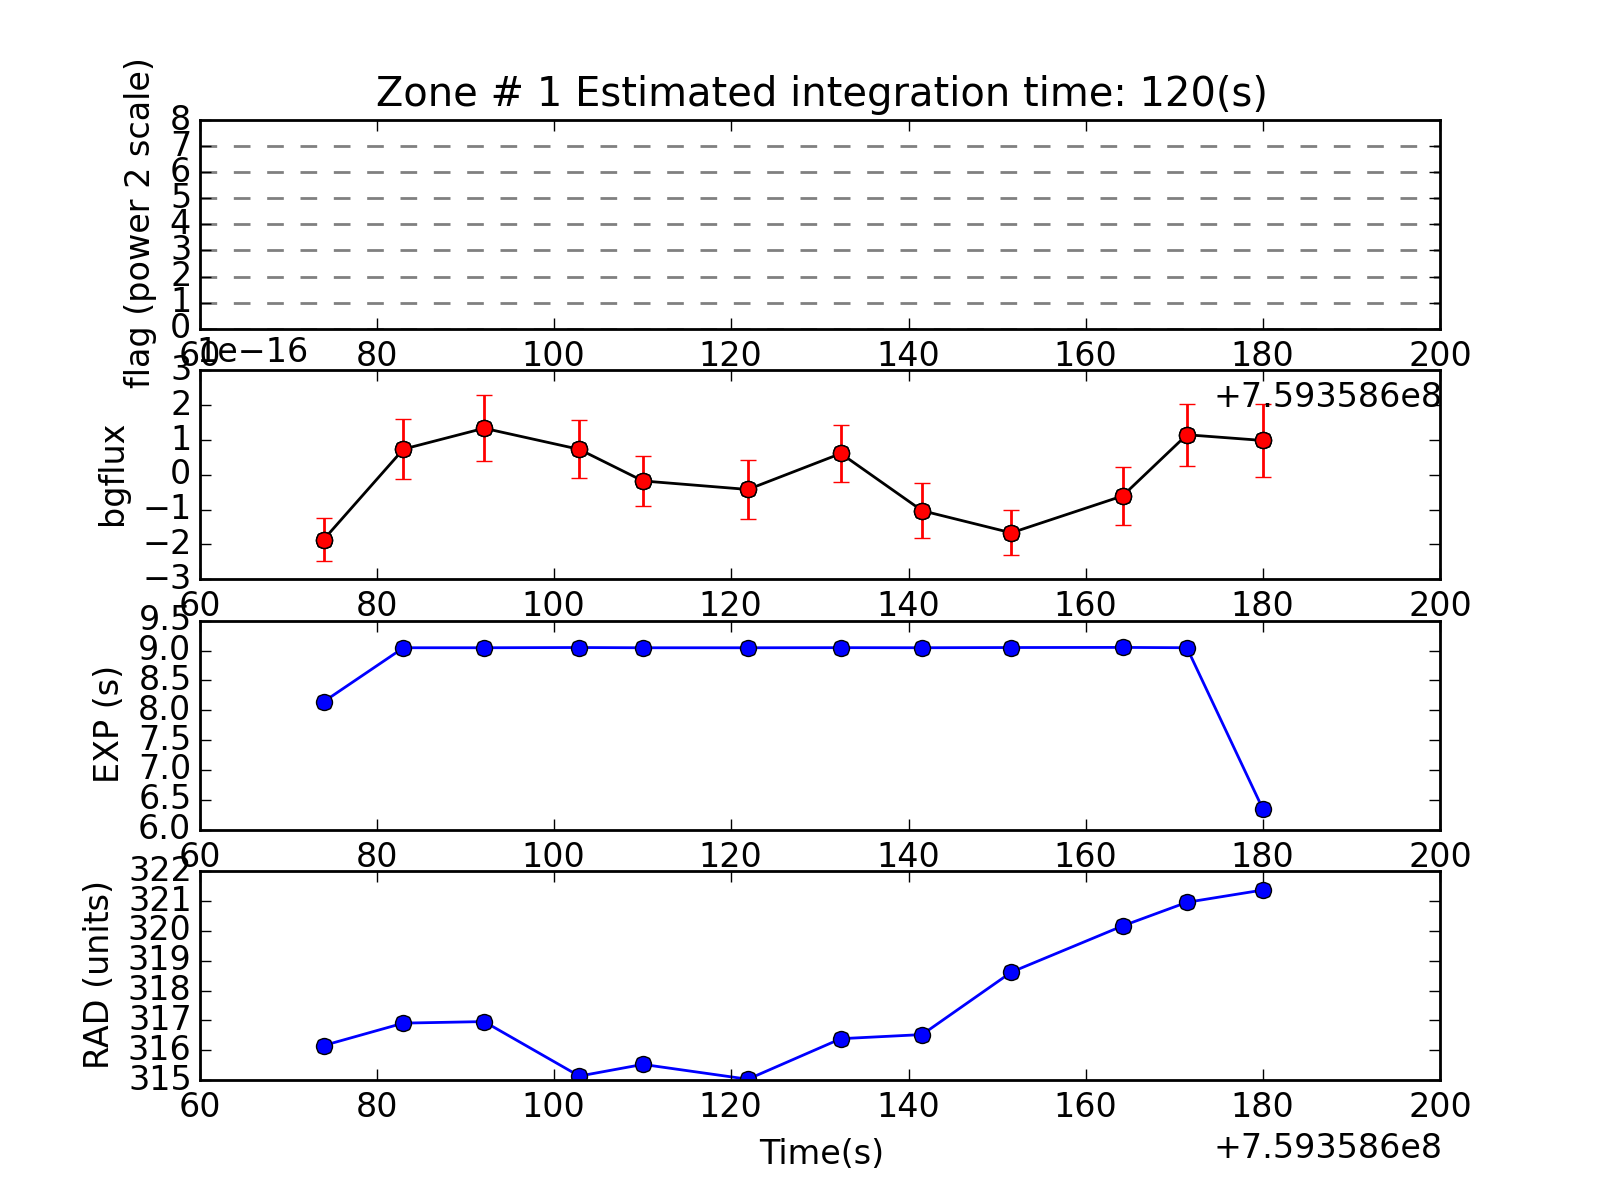 Zone # 1 Estimated integration time: 120(s)
flag (power 2 scale)
8
7
6
5
4
3
2
1
0
60 80 100 120 140 160 180 200
1e−16
+7.593586e8
bgflux
3
2
1
0
−1
−2
−3
60 80 100 120 140 160 180 200
EXP (s)
9.5
9.0
8.5
8.0
7.5
7.0
6.5
6.0
60 80 100 120 140 160 180 200
RAD (units)
322
321
320
319
318
317
316
315
60 80 100 120 140 160 180 200
Time(s)
+7.593586e8